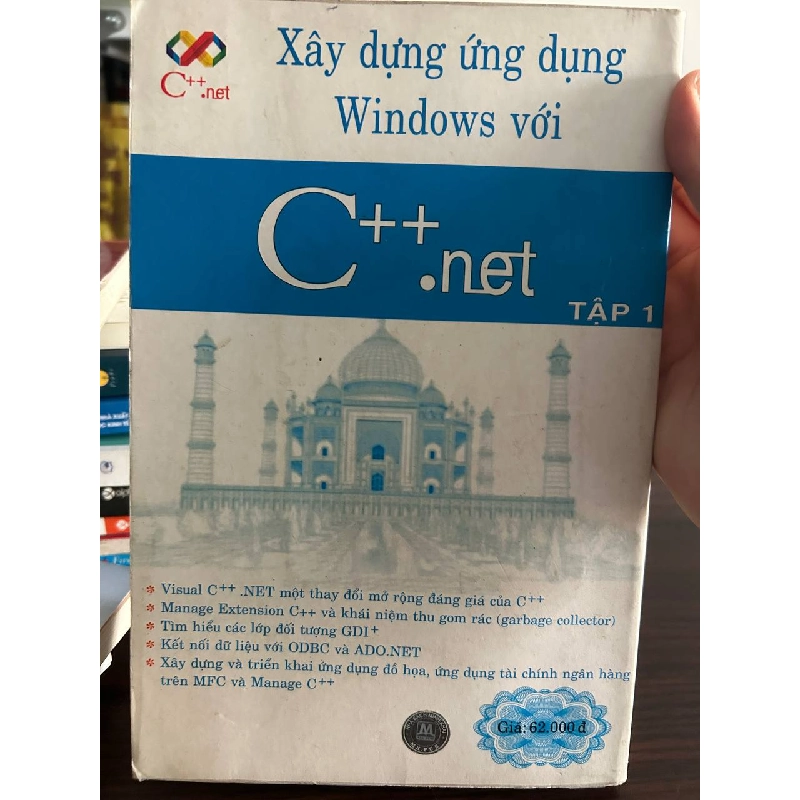 C++.net
Xây dựng ứng dụng
Windows với
C++.net
TẬP 1
* Visual C++ .NET một thay đổi mở rộng đáng giá của C++
* Manage Extension C++ và khái niệm thu gom rác (garbage collector)
* Tìm hiểu các lớp đối tượng GDI+
* Kết nối dữ liệu với ODBC và ADO.NET
* Xây dựng và triển khai ứng dụng đồ họa, ứng dụng tài chính ngân hàng
trên MFC và Manage C++
Giá: 62.000 đ